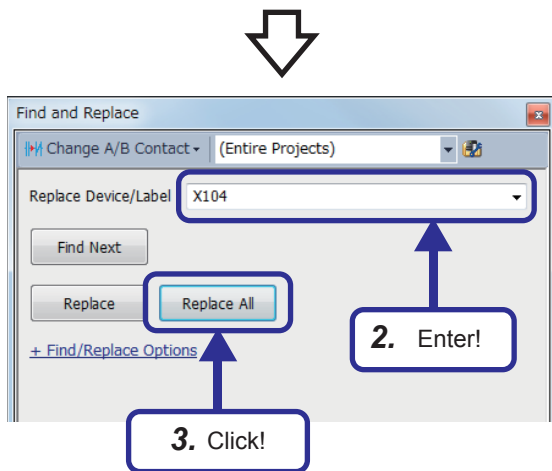 Find and Replace
Change A/B Contact (Entire Projects)
Replace Device/Label X104
Find Next
Replace Replace All
2. Enter!
+ Find/Replace Options
3. Click!